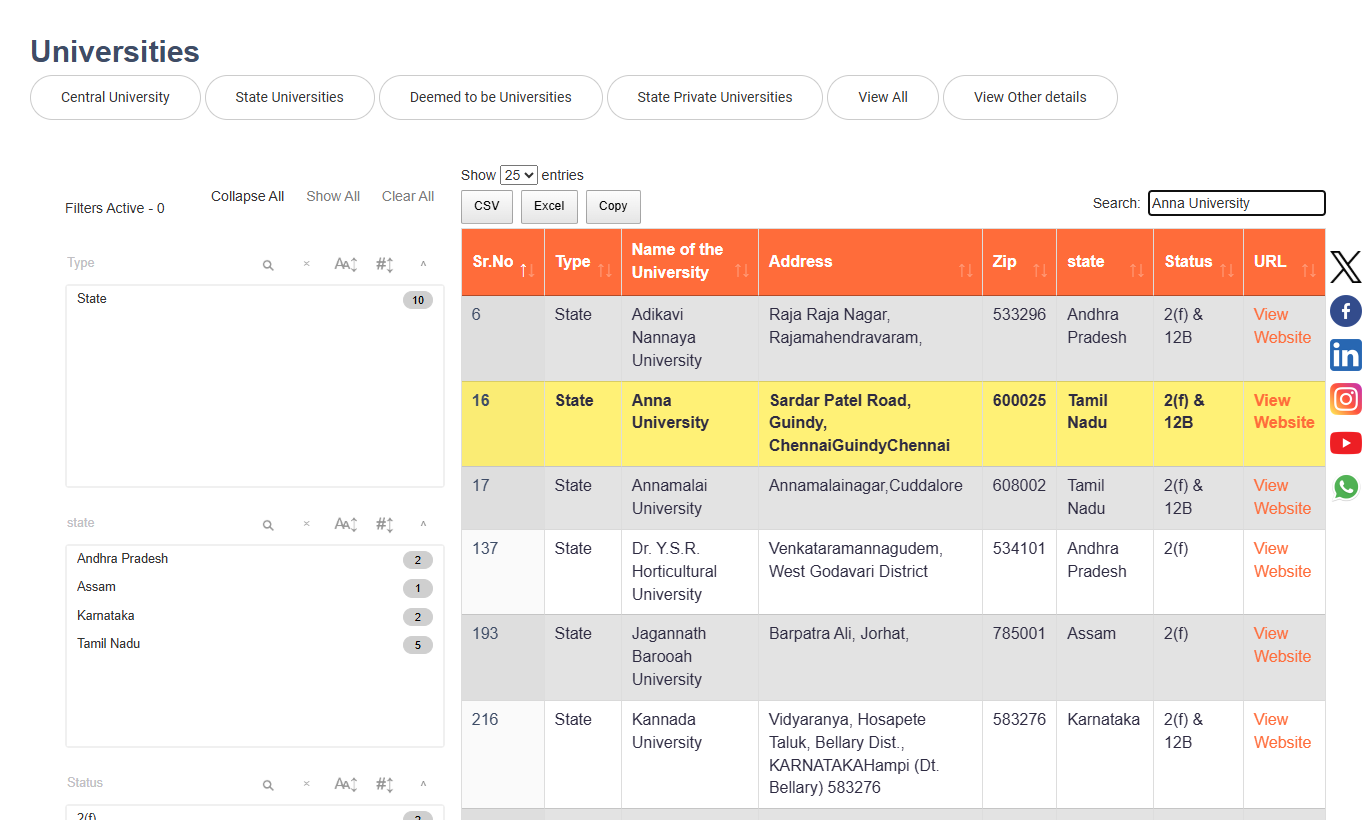 Universities
Central University
State Universities
Deemed to be Universities
State Private Universities
View All
View Other details
Filters Active - 0
Collapse All
Show All
Clear All
Type
State 10
state
Andhra Pradesh 2
Assam 1
Karnataka 2
Tamil Nadu 5
Status
2(f)
Show 25 entries
CSV Excel Copy
Search: Anna University
Sr.No Type Name of the University Address Zip state Status URL
6 State Adikavi Nannaya University Raja Raja Nagar, Rajamahendravaram, 533296 Andhra Pradesh 2(f) & 12B View Website
16 State Anna University Sardar Patel Road, Guindy, ChennaiGuindyChennai 600025 Tamil Nadu 2(f) & 12B View Website
17 State Annamalai University Annamalainagar,Cuddalore 608002 Tamil Nadu 2(f) & 12B View Website
137 State Dr. Y.S.R. Horticultural University Venkataramannagudem, West Godavari District 534101 Andhra Pradesh 2(f) View Website
193 State Jagannath Barooah University Barpatra Ali, Jorhat, 785001 Assam 2(f) View Website
216 State Kannada University Vidyaranya, Hosapete Taluk, Bellary Dist., KARNATAKAHampi (Dt. Bellary) 583276 583276 Karnataka 2(f) & 12B View Website